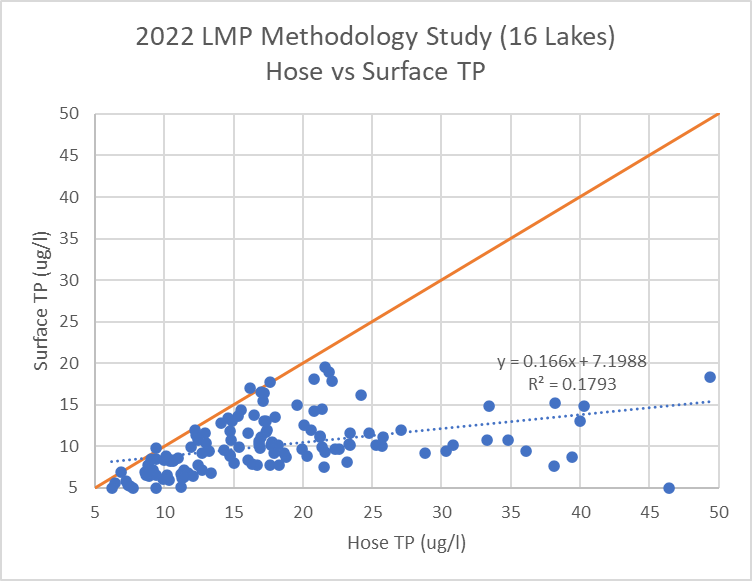 2022 LMP Methodology Study (16 Lakes)
Hose vs Surface TP
50
45
40
35
30
25
20
15
10
5
Surface TP (ug/l)
y = 0.166x + 7.1988
R² = 0.1793
5 10 15 20 25 30 35 40 45 50
Hose TP (ug/l)